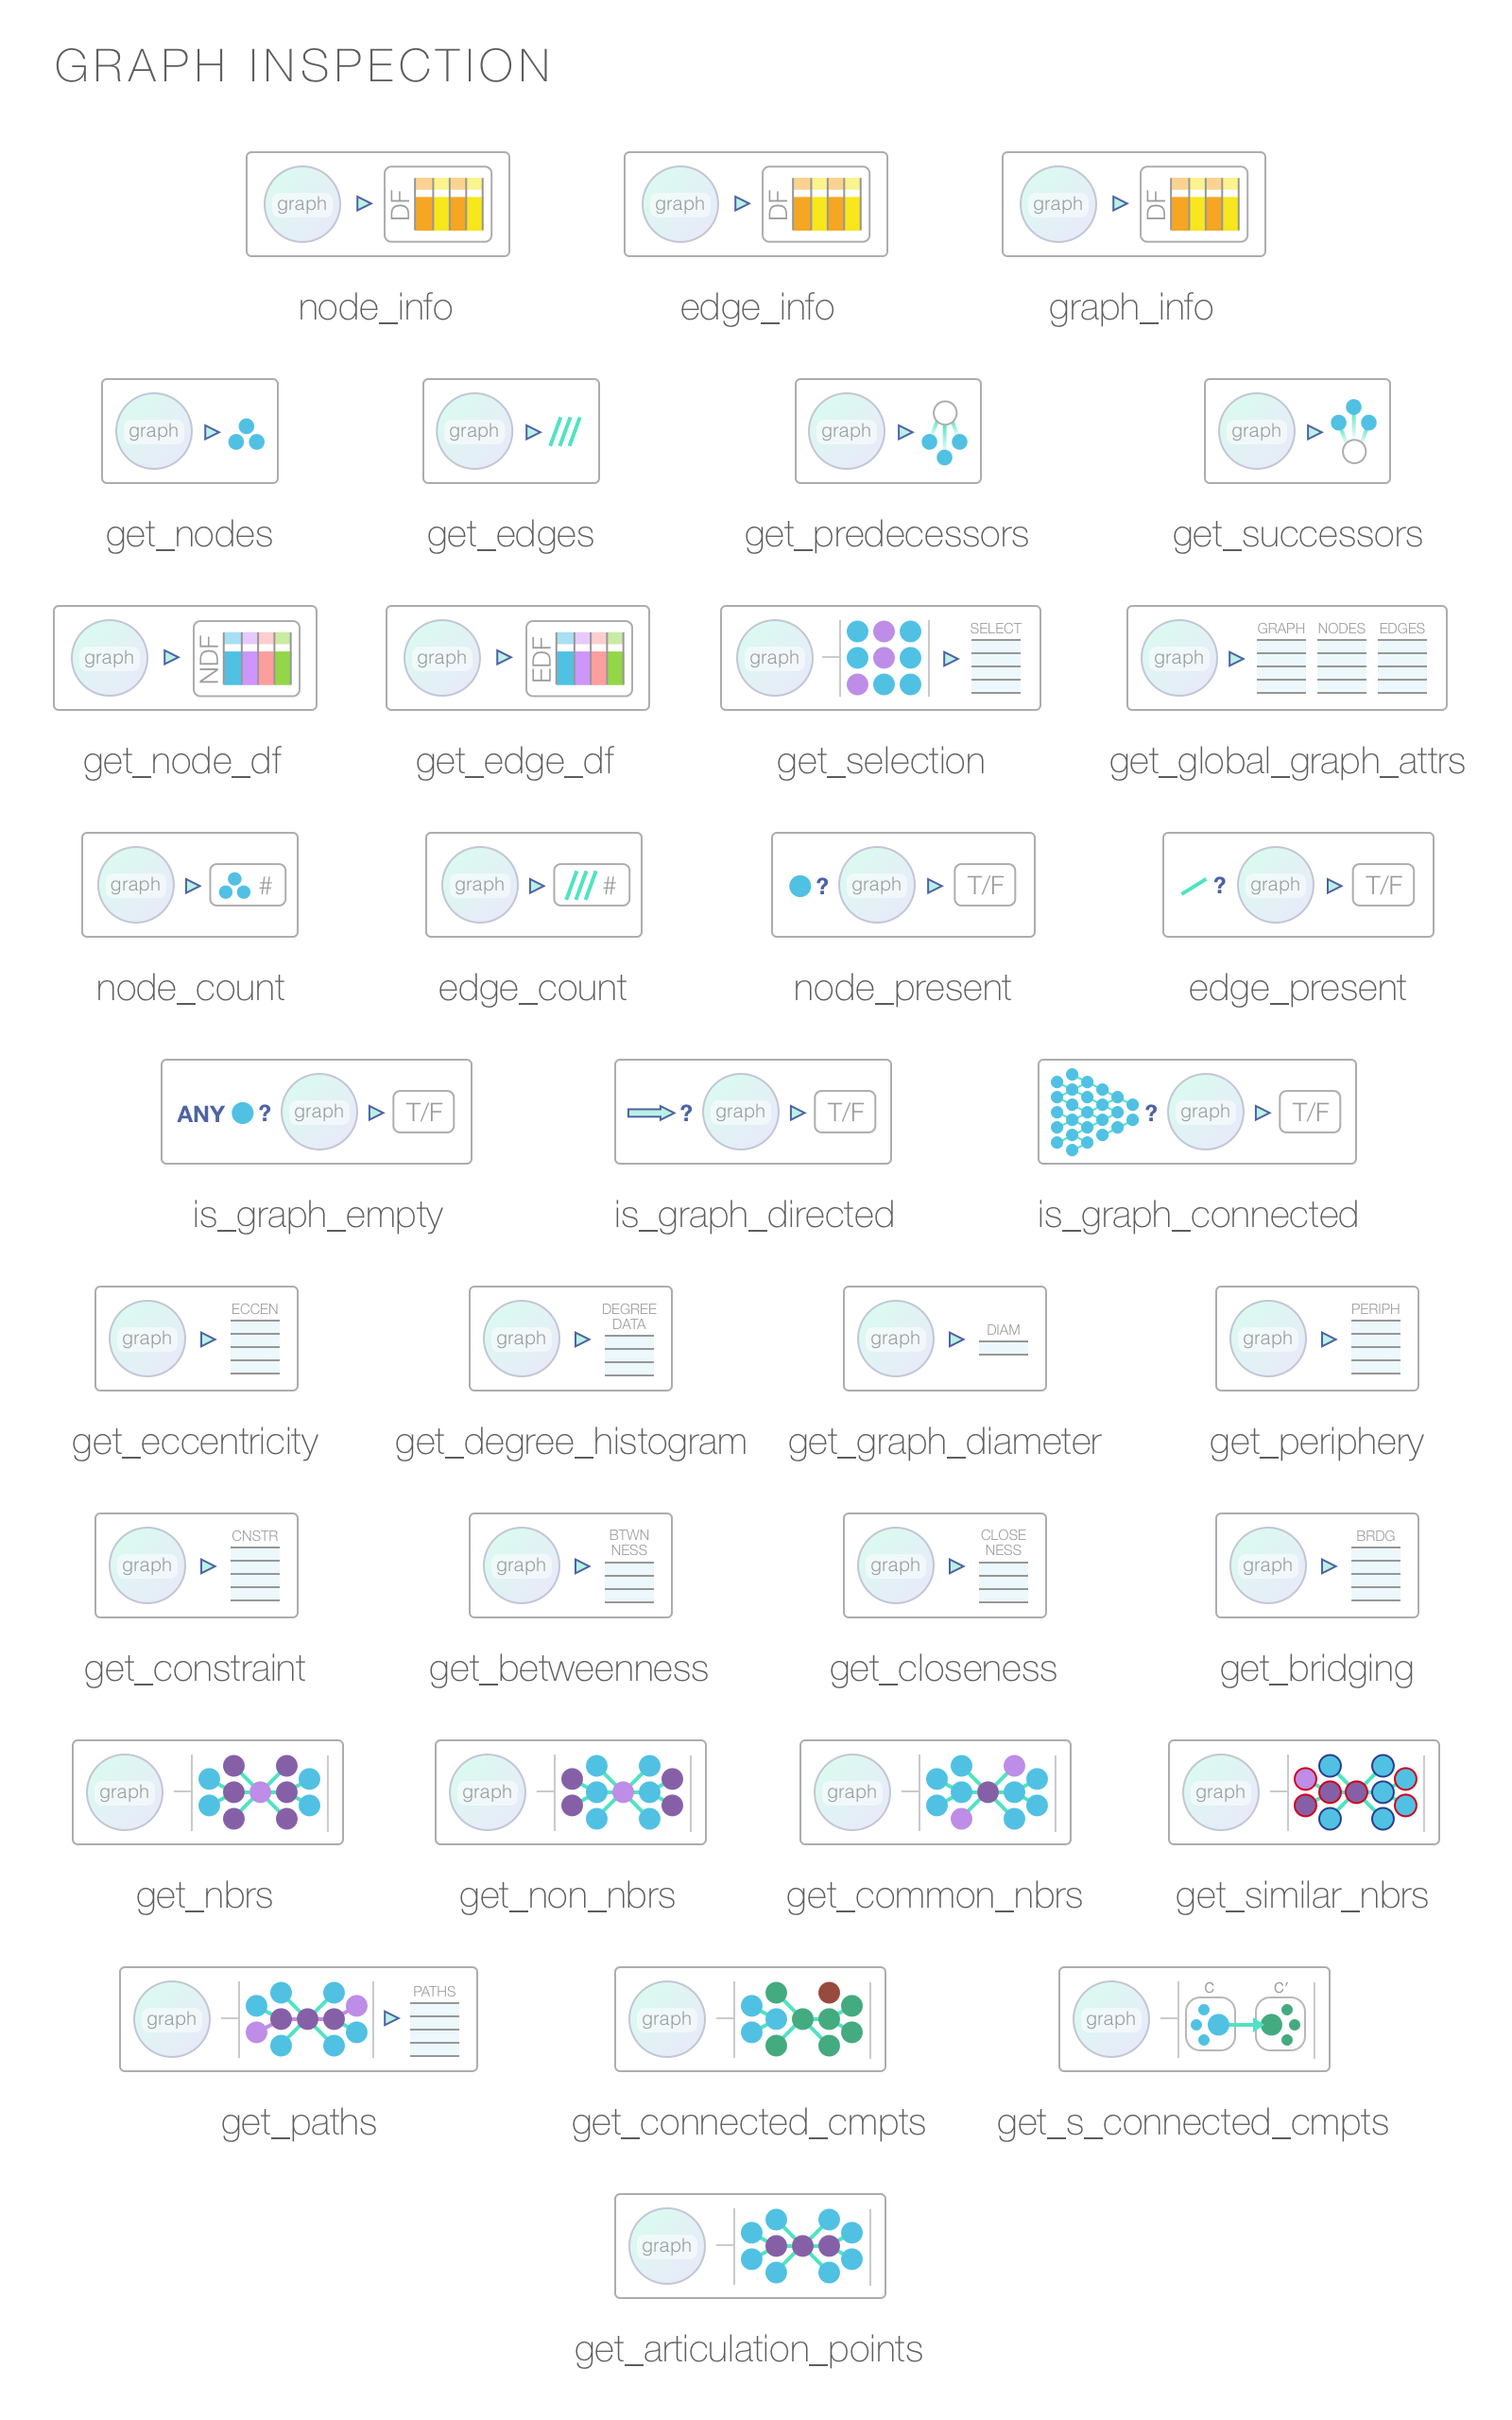 GRAPH INSPECTION
graph DF graph DF graph DF
node_info edge_info graph_info
graph graph graph graph
get_nodes get_edges get_predecessors get_successors
graph NDF graph EDF graph SELECT graph GRAPH NODES EDGES
get_node_df get_edge_df get_selection get_global_graph_attrs
graph # graph # ? graph T/F ? graph T/F
node_count edge_count node_present edge_present
ANY ? graph T/F ? graph T/F ? graph T/F
is_graph_empty is_graph_directed is_graph_connected
graph ECCEN graph DEGREE DATA graph DIAM graph PERIPH
get_eccentricity get_degree_histogram get_graph_diameter get_periphery
graph CNSTR graph BTWN NESS graph CLOSE NESS graph BRDG
get_constraint get_betweenness get_closeness get_bridging
graph graph graph graph
get_nbrs get_non_nbrs get_common_nbrs get_similar_nbrs
graph PATHS graph graph C C'
get_paths get_connected_cmpts get_s_connected_cmpts
graph
get_articulation_points